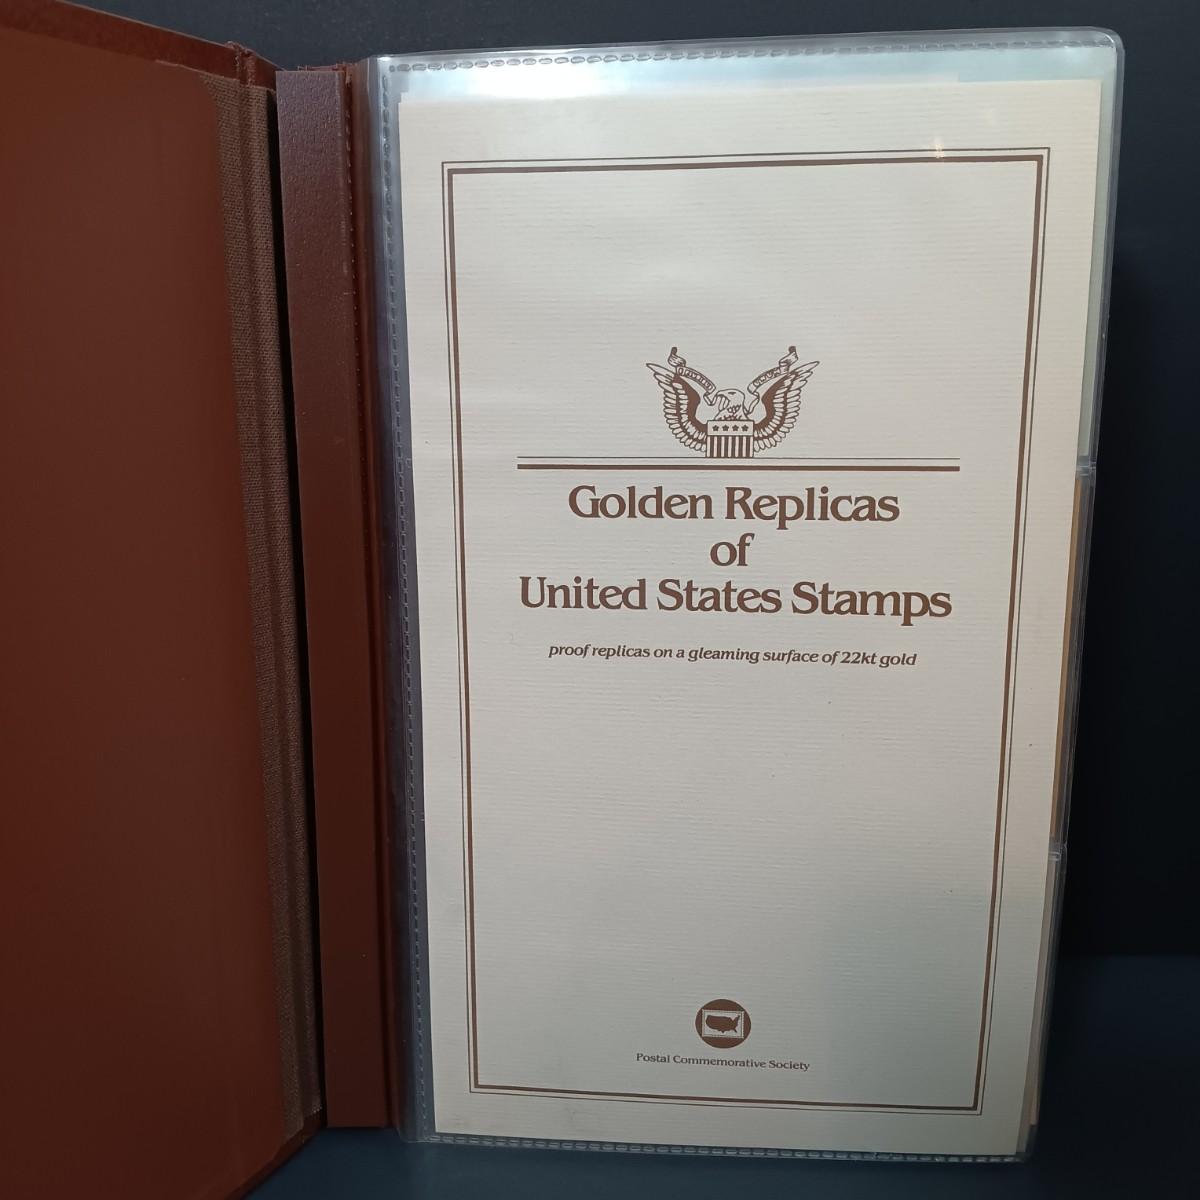 Golden Replicas
of
United States Stamps
proof replicas on a gleaming surface of 22kt gold
Postal Commemorative Society